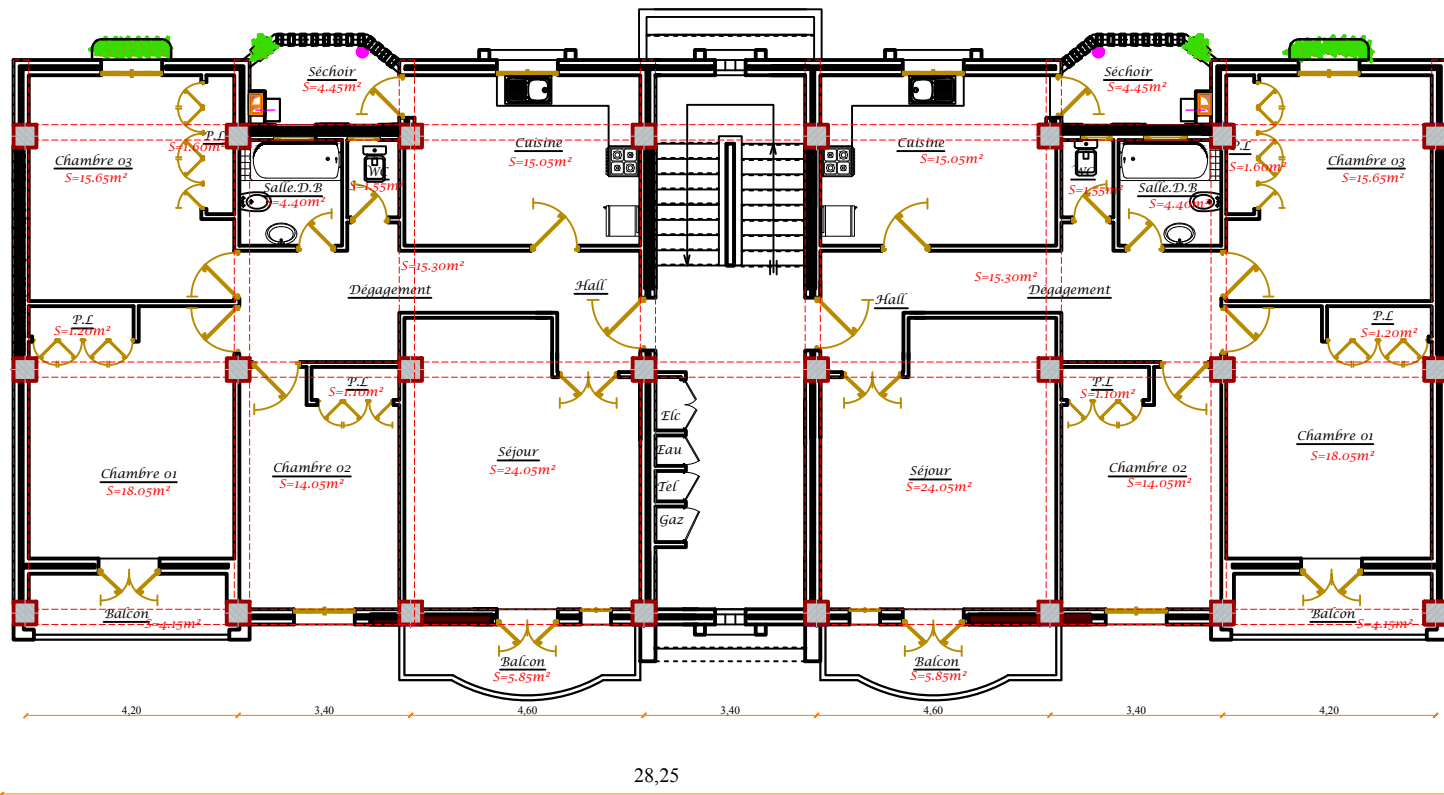 Séchoir
S=4.45m²
Séchoir
S=4.45m²
P.L
S=1.60m²
Chambre 03
S=15.65m²
Cuisine
S=15.05m²
WC
S=1.55m²
Salle.D.B
S=4.40m²
Cuisine
S=15.05m²
WC
S=1.55m²
Salle.D.B
S=4.40m²
P.L
S=1.60m²
Chambre 03
S=15.65m²
S=15.30m²
Dégagement
Hall
S=15.30m²
Dégagement
Hall
P.L
S=1.20m²
P.L
S=1.20m²
P.L
S=1.10m²
P.L
S=1.10m²
Elc
Eau
Tel
Gaz
Chambre 01
S=18.05m²
Chambre 02
S=14.05m²
Séjour
S=24.05m²
Séjour
S=24.05m²
Chambre 02
S=14.05m²
Chambre 01
S=18.05m²
Balcon
S=4.15m²
Balcon
S=5.85m²
Balcon
S=5.85m²
Balcon
S=4.15m²
4,20 3,40 4,60 3,40 4,60 3,40 4,20
28,25